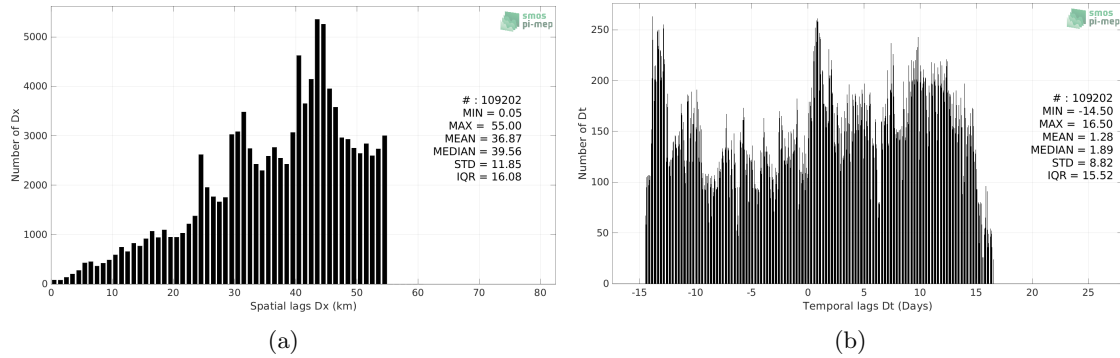 smos
pi-mep
5000
4000
3000
2000
1000
0
Number of Dx
# : 109202
MIN = 0.05
MAX = 55.00
MEAN = 36.87
MEDIAN = 39.56
STD = 11.85
IQR = 16.08
0 10 20 30 40 50 60 70 80
Spatial lags Dx (km)
(a)
smos
pi-mep
250
200
150
100
50
0
Number of Dt
# : 109202
MIN = -14.50
MAX = 16.50
MEAN = 1.28
MEDIAN = 1.89
STD = 8.82
IQR = 15.52
-15 -10 -5 0 5 10 15 20 25
Temporal lags Dt (Days)
(b)